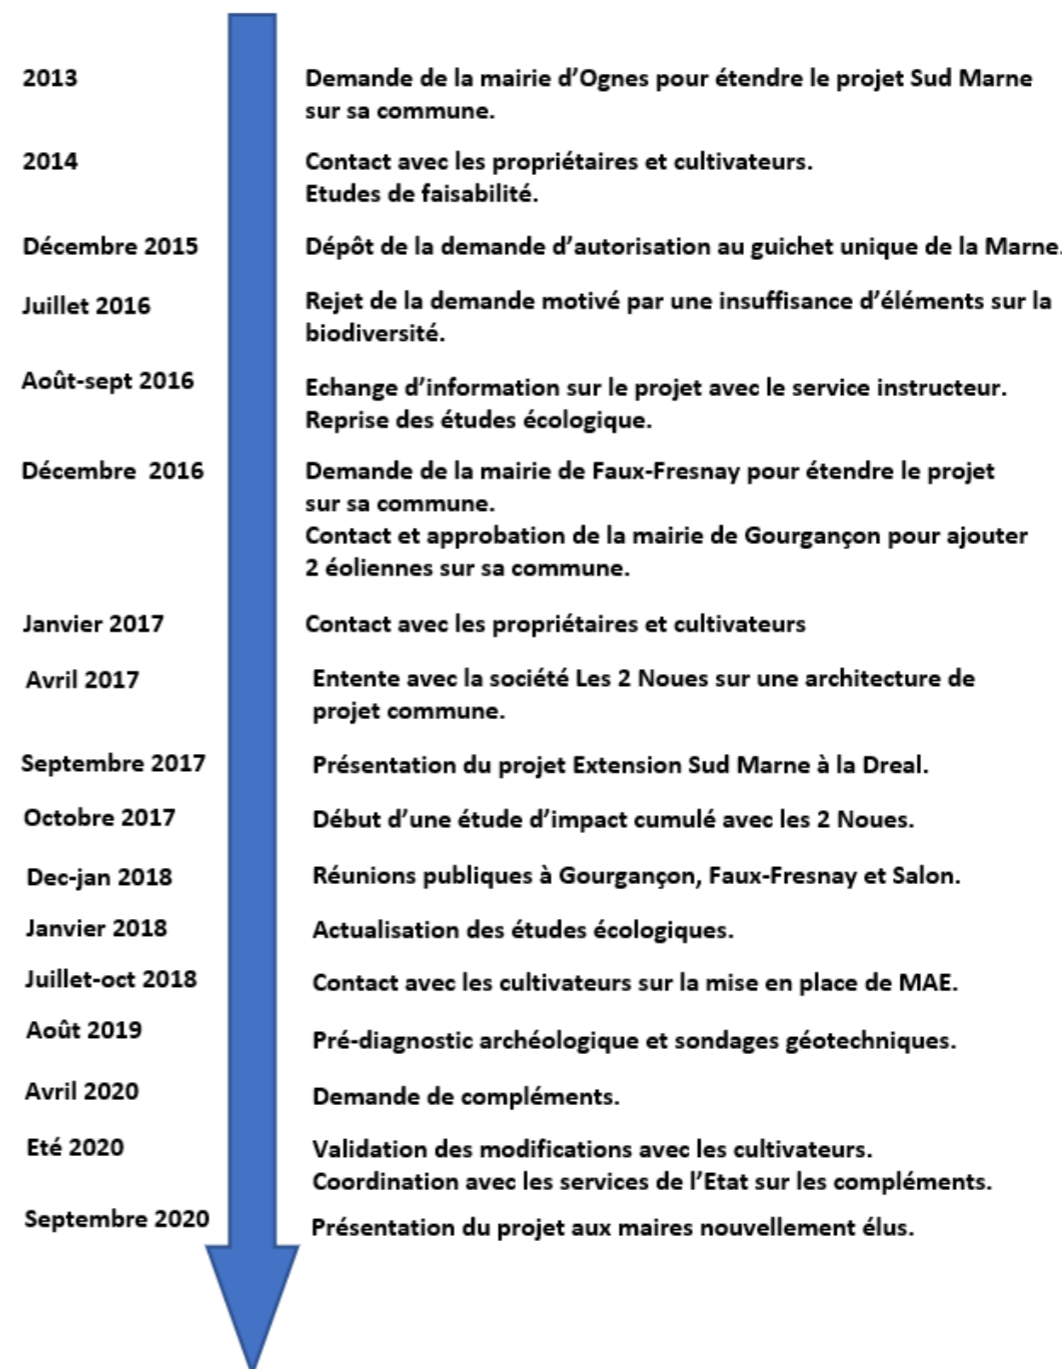 2013
Demande de la mairie d’Ognes pour étendre le projet Sud Marne
sur sa commune.
2014
Contact avec les propriétaires et cultivateurs.
Etudes de faisabilité.
Décembre 2015
Dépôt de la demande d’autorisation au guichet unique de la Marne.
Juillet 2016
Rejet de la demande motivé par une insuffisance d’éléments sur la
biodiversité.
Août-sept 2016
Echange d’information sur le projet avec le service instructeur.
Reprise des études écologique.
Décembre 2016
Demande de la mairie de Faux-Fresnay pour étendre le projet
sur sa commune.
Contact et approbation de la mairie de Gourgançon pour ajouter
2 éoliennes sur sa commune.
Janvier 2017
Contact avec les propriétaires et cultivateurs
Avril 2017
Entente avec la société Les 2 Noues sur une architecture de
projet commune.
Septembre 2017
Présentation du projet Extension Sud Marne à la Dreal.
Octobre 2017
Début d’une étude d’impact cumulé avec les 2 Noues.
Dec-jan 2018
Réunions publiques à Gourgançon, Faux-Fresnay et Salon.
Janvier 2018
Actualisation des études écologiques.
Juillet-oct 2018
Contact avec les cultivateurs sur la mise en place de MAE.
Août 2019
Pré-diagnostic archéologique et sondages géotechniques.
Avril 2020
Demande de compléments.
Eté 2020
Validation des modifications avec les cultivateurs.
Coordination avec les services de l’Etat sur les compléments.
Septembre 2020
Présentation du projet aux maires nouvellement élus.